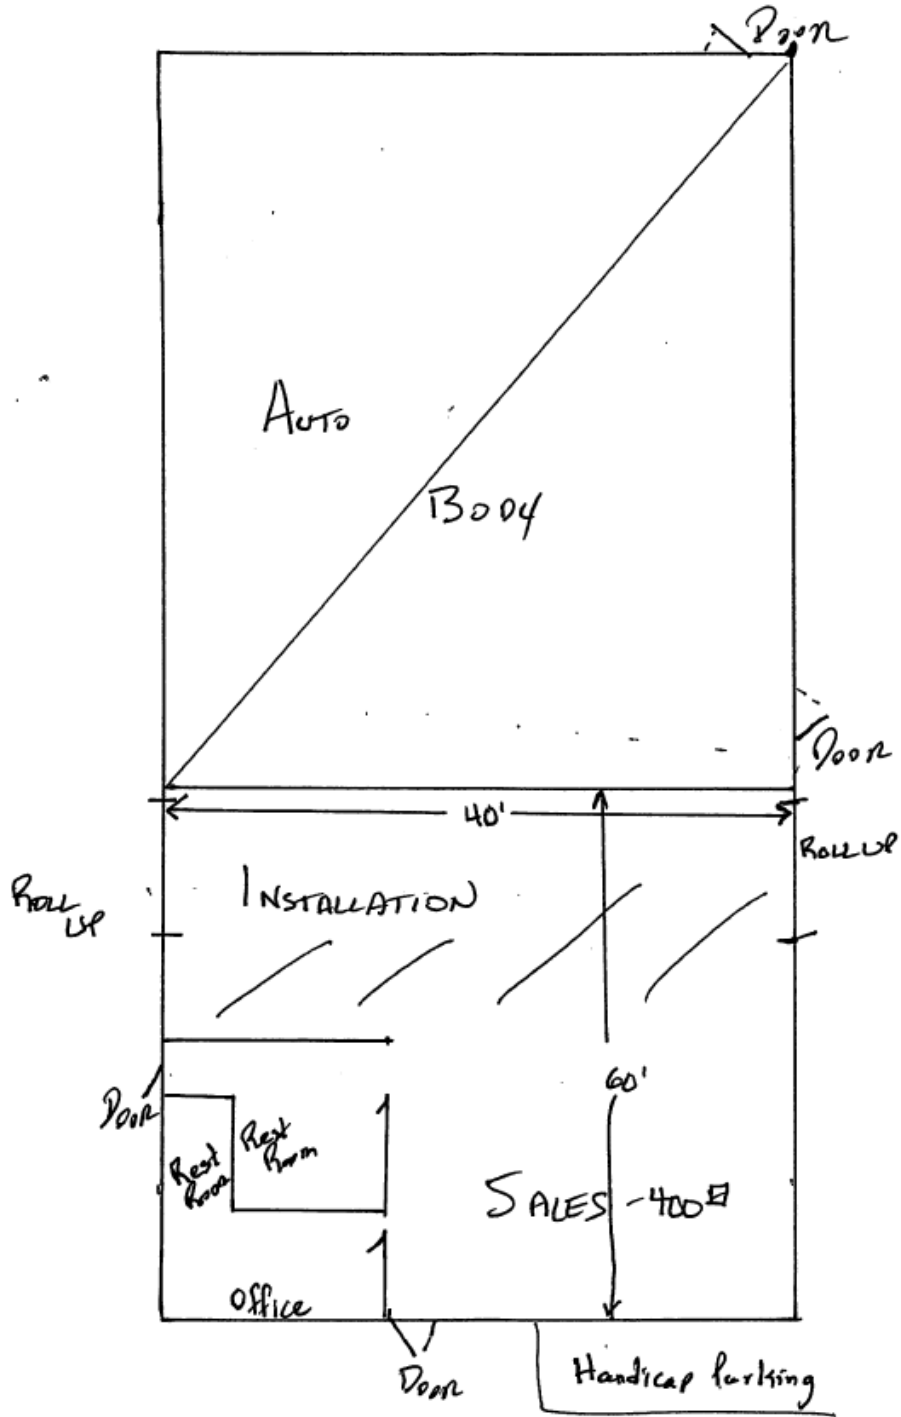 Door
Auto
Body
Door
40'
Roll up
Installation
Roll
up
60'
Door
Rest
Room
Rest
Room
Sales - 400
Office
Door
Handicap Parking